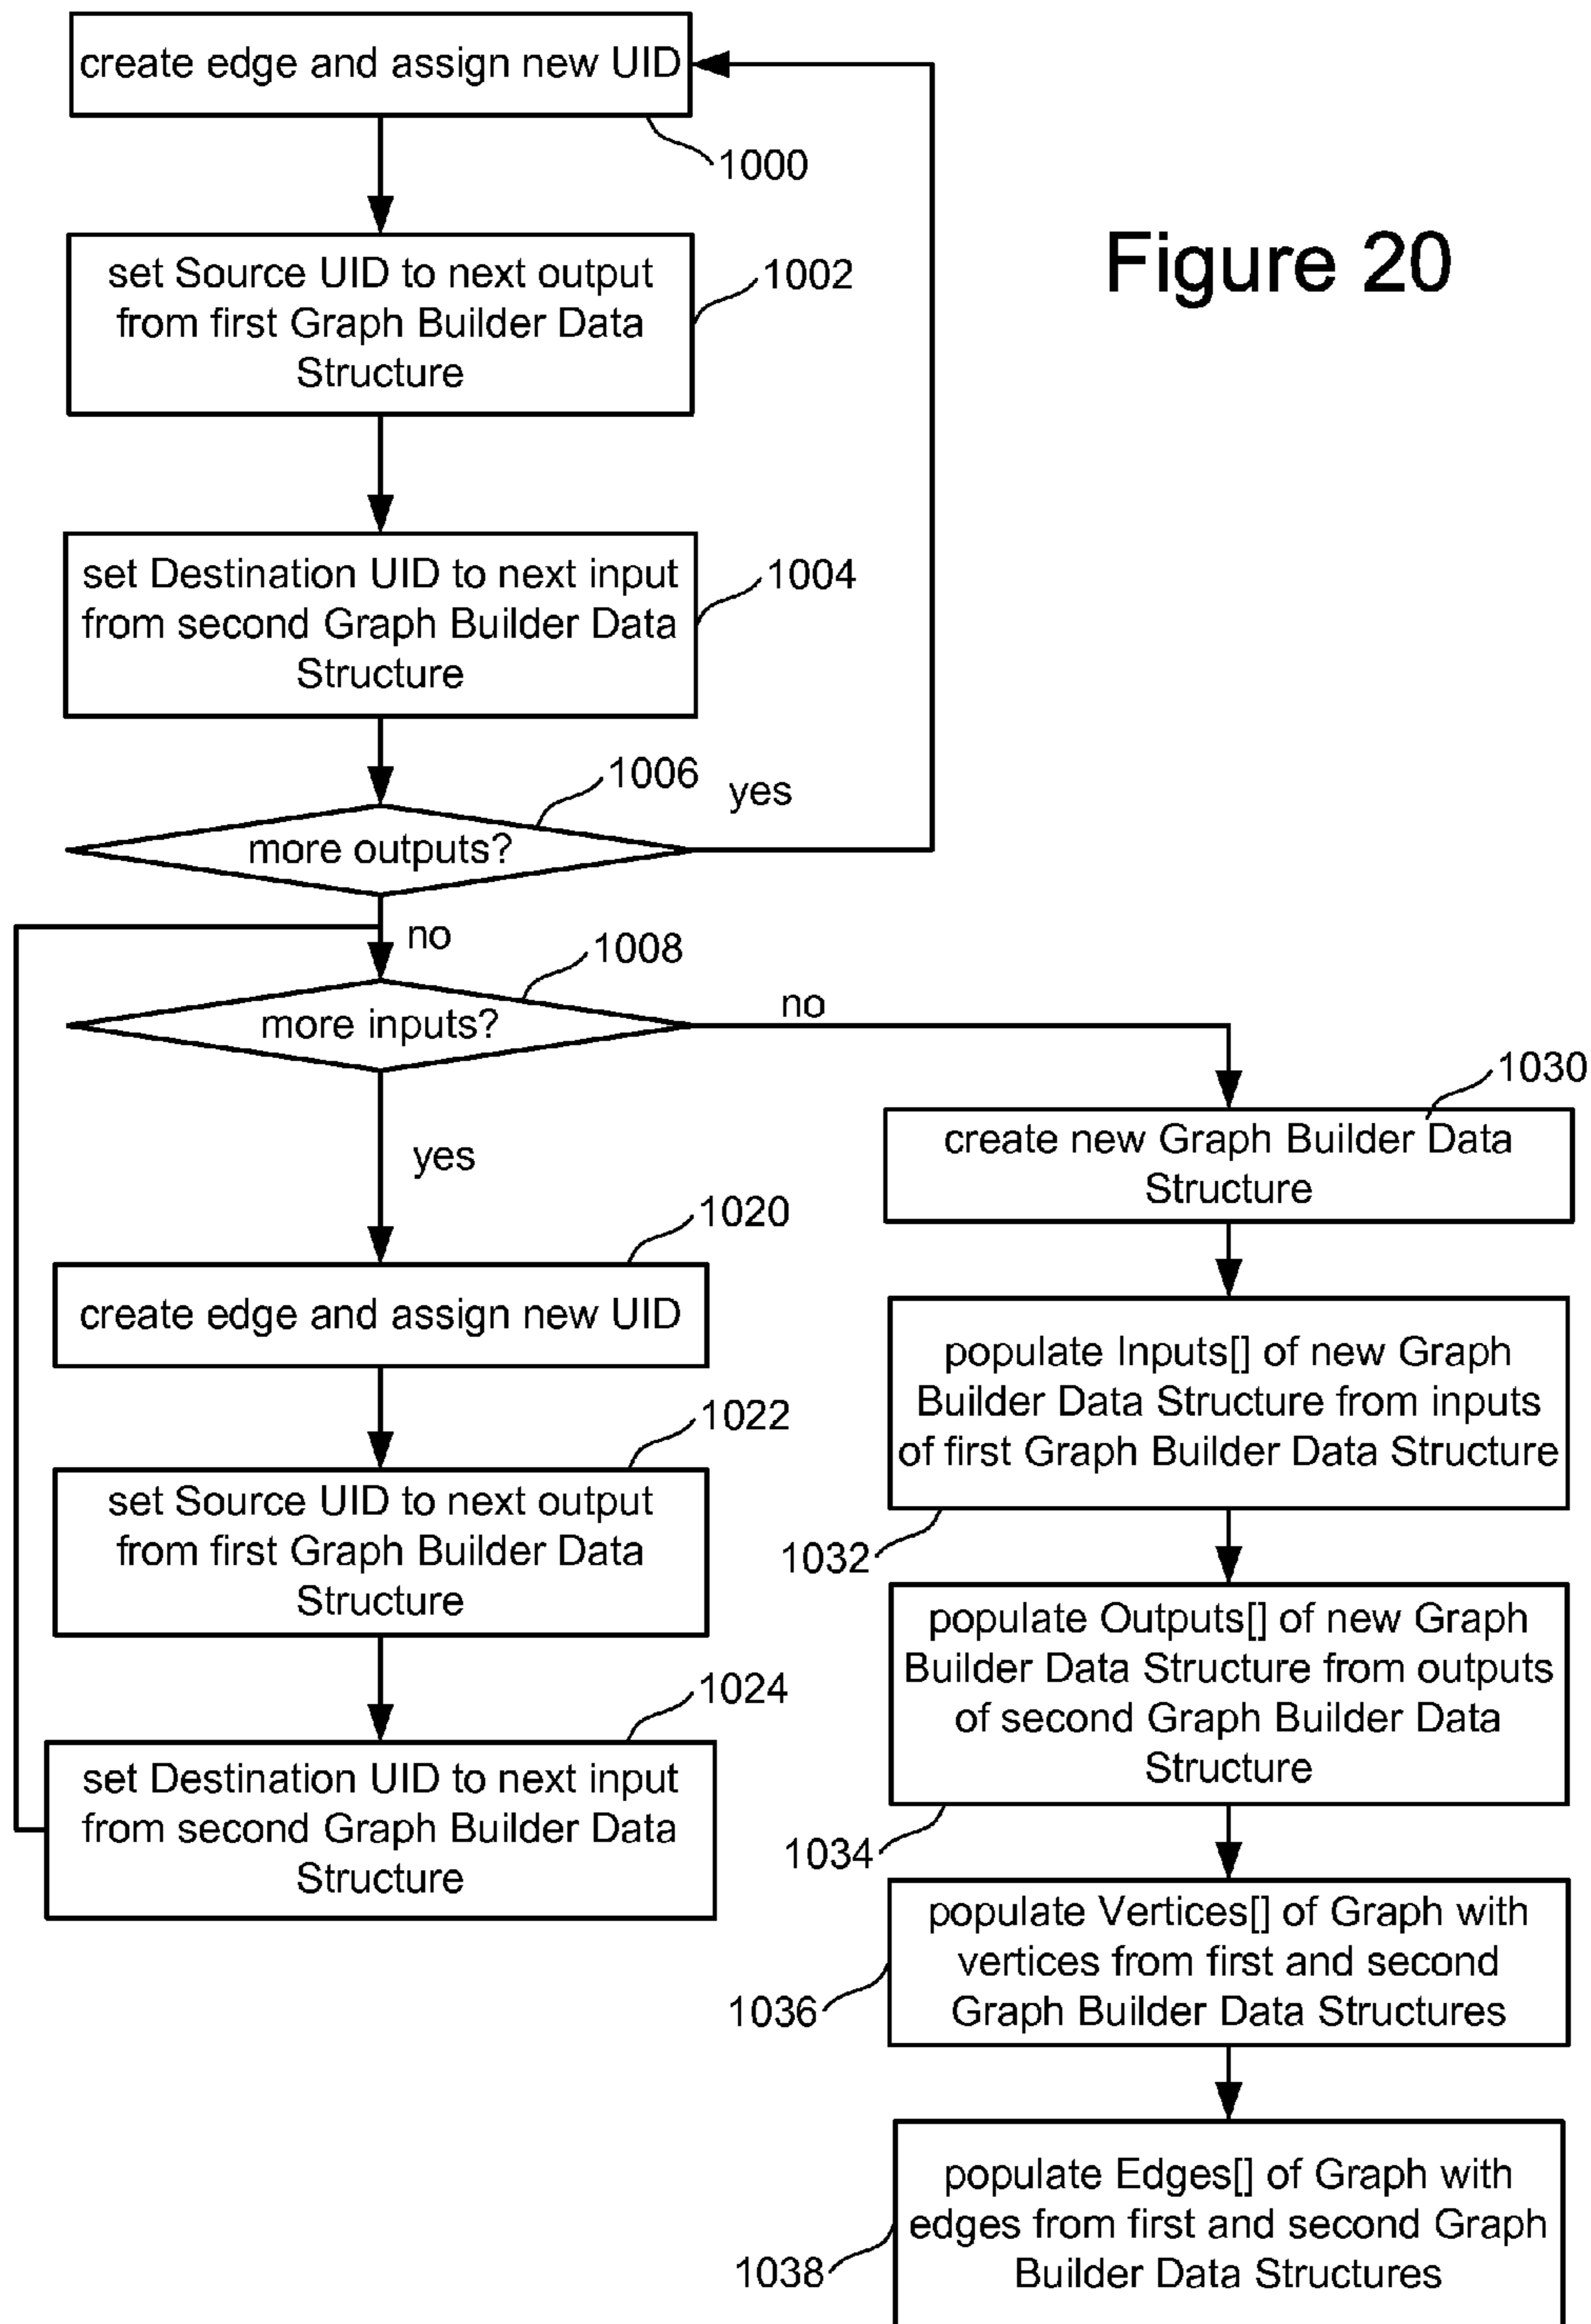 create edge and assign new UID
1000
Figure 20
set Source UID to next output
from first Graph Builder Data
Structure
1002
set Destination UID to next input
from second Graph Builder Data
Structure
1004
1006
yes
more outputs?
no
1008
more inputs?
no
yes
1020
create edge and assign new UID
1022
set Source UID to next output
from first Graph Builder Data
Structure
1024
set Destination UID to next input
from second Graph Builder Data
Structure
1030
create new Graph Builder Data
Structure
populate Inputs[] of new Graph
Builder Data Structure from inputs
of first Graph Builder Data Structure
1032
populate Outputs[] of new Graph
Builder Data Structure from outputs
of second Graph Builder Data
Structure
1034
populate Vertices[] of Graph with
vertices from first and second
Graph Builder Data Structures
1036
populate Edges[] of Graph with
edges from first and second Graph
Builder Data Structures
1038